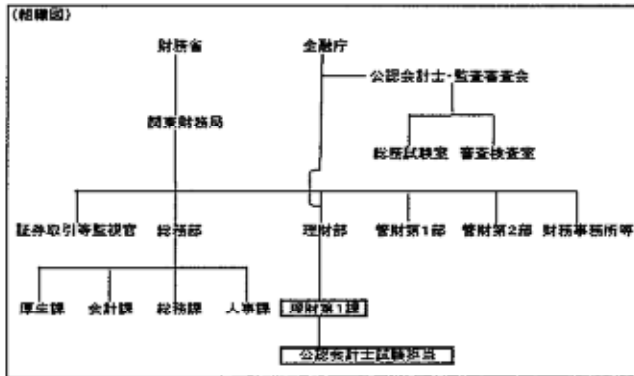 (組織図)
財務省 金融庁
公認会計士・監査審査会
関東財務局
総務試験室 審査検査室
証券取引等監視官 総務部 理財部 管財第1部 管財第2部 財務事務所等
厚生課 会計課 総務課 人事課 理財第1課
公認会計士試験担当